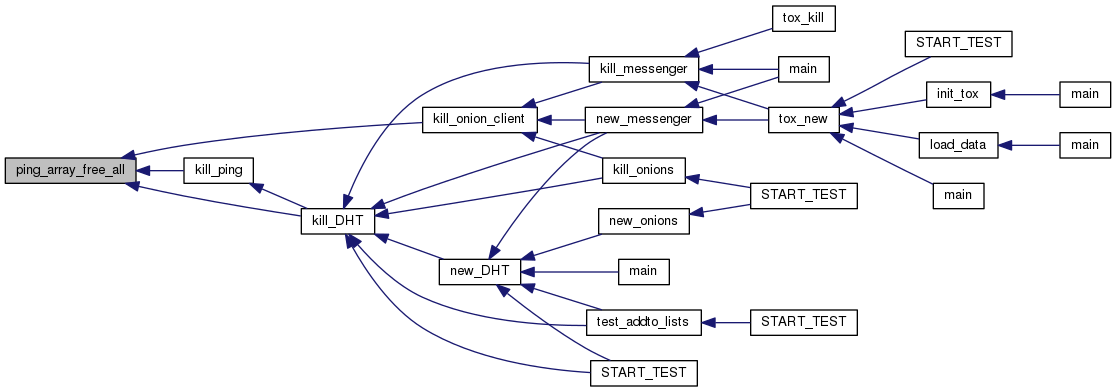 tox_kill
START_TEST
kill_messenger
main
init_tox
main
kill_onion_client
new_messenger
tox_new
load_data
main
ping_array_free_all
kill_ping
kill_onions
START_TEST
main
kill_DHT
new_onions
new_DHT
main
test_addto_lists
START_TEST
START_TEST